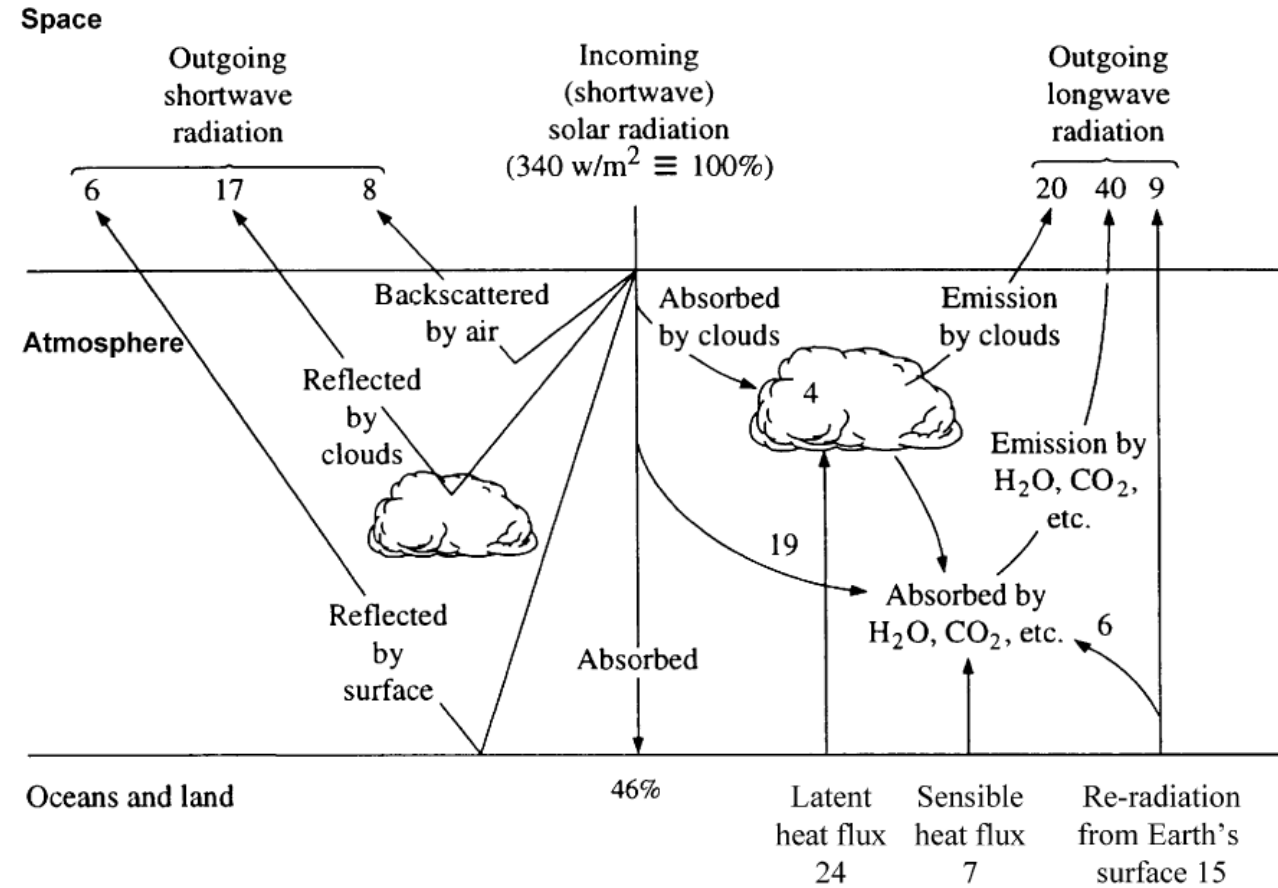 Space
Outgoing
shortwave
radiation
6 17 8
Incoming
(shortwave)
solar radiation
(340 w/m² ≡ 100%)
Outgoing
longwave
radiation
20 40 9
Atmosphere
Backscattered
by air
Reflected
by
clouds
Reflected
by
surface
Absorbed
Absorbed
by clouds
4
19
Emission
by clouds
Emission by
H₂O, CO₂,
etc.
Absorbed by
H₂O, CO₂, etc.
6
Oceans and land
46%
Latent
heat flux
24
Sensible
heat flux
7
Re-radiation
from Earth's
surface 15